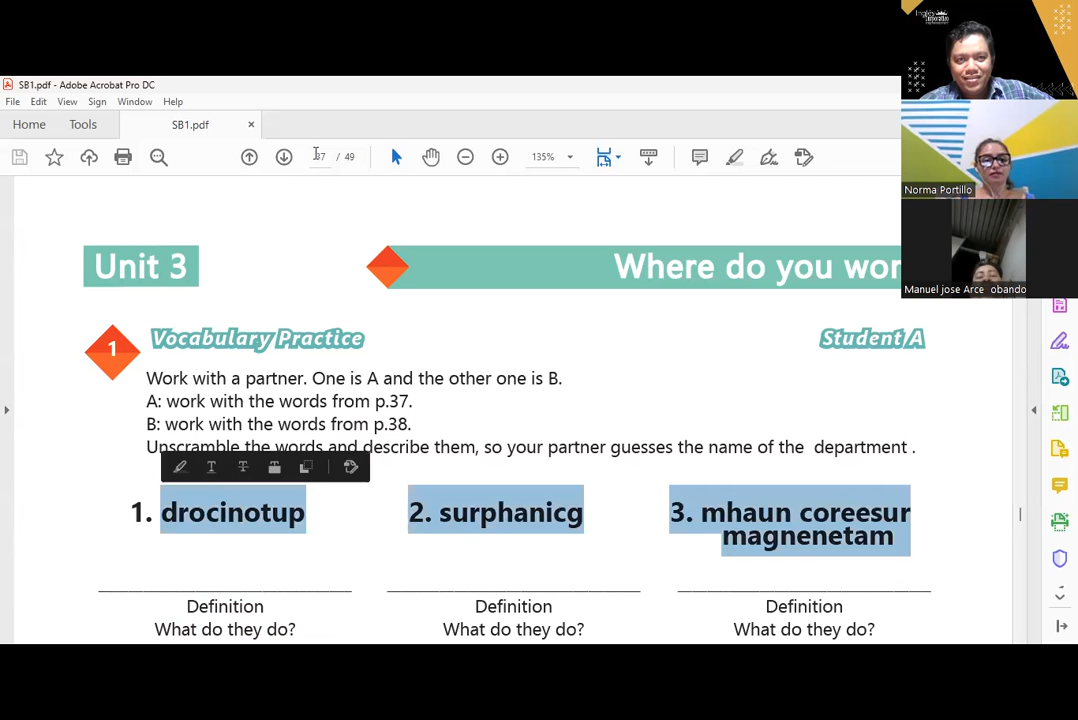 SB1.pdf - Adobe Acrobat Pro DC
File Edit View Sign Window Help
Home Tools SB1.pdf ×
37 / 49 135%
Unit 3 Where do you wor
1 Vocabulary Practice Student A
Work with a partner. One is A and the other one is B.
A: work with the words from p.37.
B: work with the words from p.38.
Unscramble the words and describe them, so your partner guesses the name of the department .
1. drocinotup 2. surphanicg 3. mhaun coreesur
magnenetam
Definition Definition Definition
What do they do? What do they do? What do they do?
Inglés
Corporativo
Norma Portillo
Manuel jose Arce obando